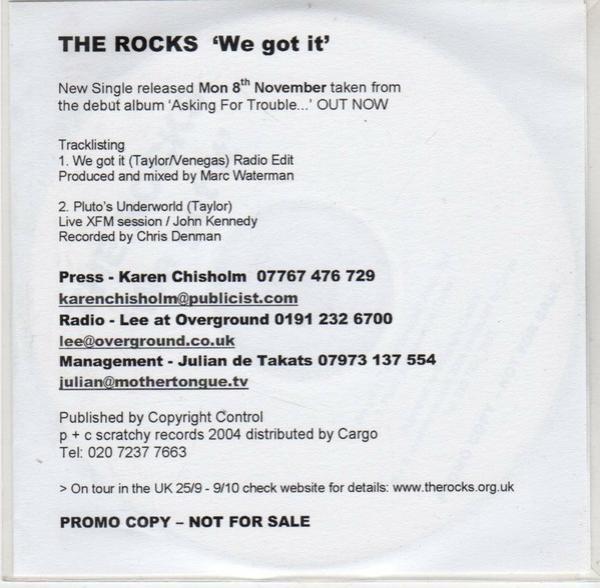 THE ROCKS ‘We got it’
New Single released Mon 8th November taken from
the debut album ‘Asking For Trouble...’ OUT NOW
Tracklisting
1. We got it (Taylor/Venegas) Radio Edit
Produced and mixed by Marc Waterman
2. Pluto’s Underworld (Taylor)
Live XFM session / John Kennedy
Recorded by Chris Denman
Press - Karen Chisholm 07767 476 729
karenchisholm@publicist.com
Radio - Lee at Overground 0191 232 6700
lee@overground.co.uk
Management - Julian de Takats 07973 137 554
julian@mothertongue.tv
Published by Copyright Control
p + c scratchy records 2004 distributed by Cargo
Tel: 020 7237 7663
> On tour in the UK 25/9 - 9/10 check website for details: www.therocks.org.uk
PROMO COPY – NOT FOR SALE